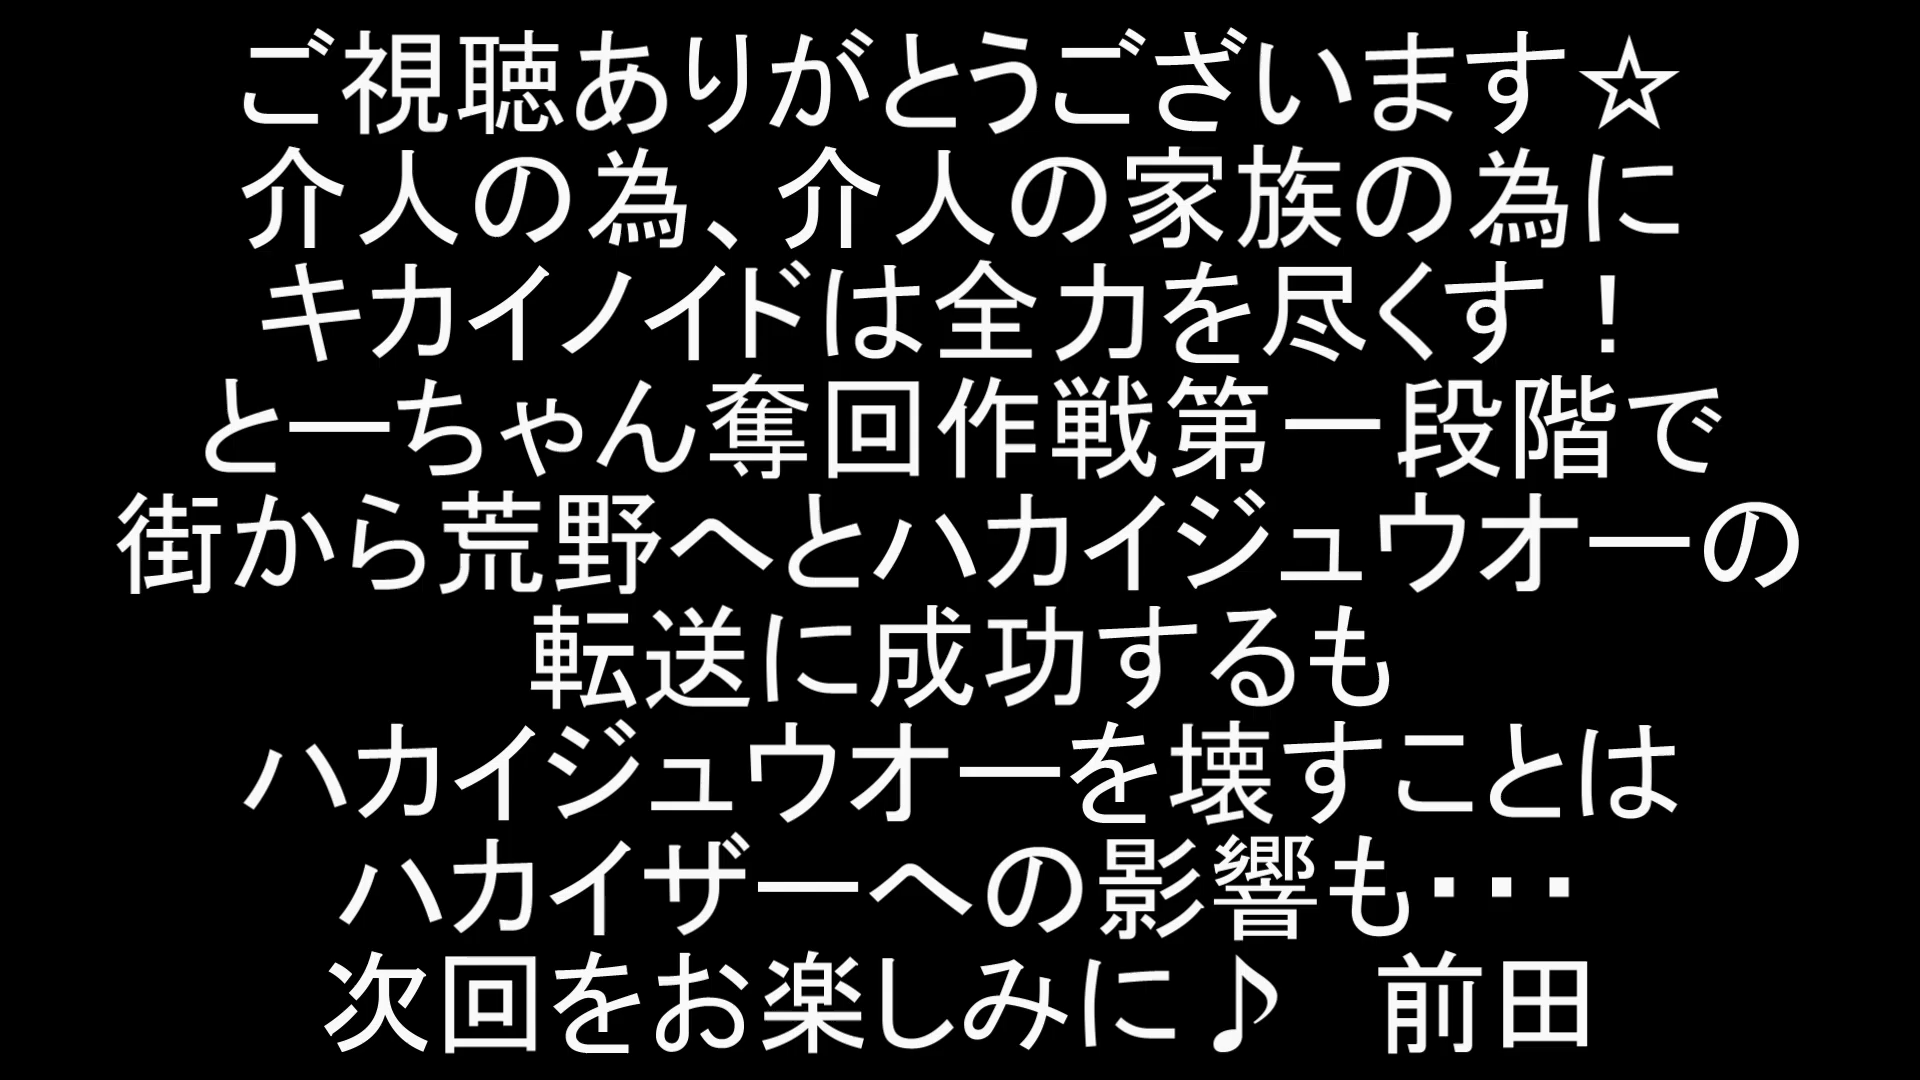 ご視聴ありがとうございます☆
介人の為、介人の家族の為に
キカイノイドは全力を尽くす！
とーちゃん奪回作戦第一段階で
街から荒野へとハカイジュウオーの
転送に成功するも
ハカイジュウオーを壊すことは
ハカイザーへの影響も・・・
次回をお楽しみに♪　前田